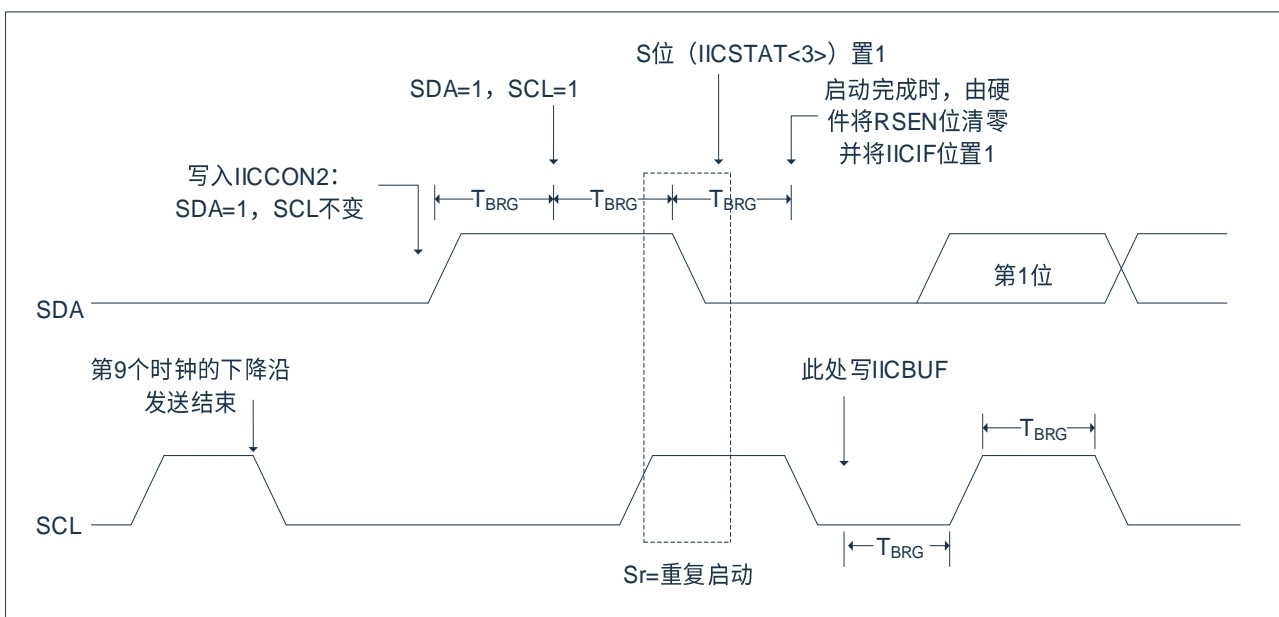 S位（IICSTAT<3>）置1
SDA=1，SCL=1
启动完成时，由硬
件将RSEN位清零
并将IICIF位置1
写入IICCON2：
SDA=1，SCL不变
TBRG
TBRG
TBRG
第1位
SDA
第9个时钟的下降沿
发送结束
此处写IICBUF
TBRG
SCL
TBRG
Sr=重复启动